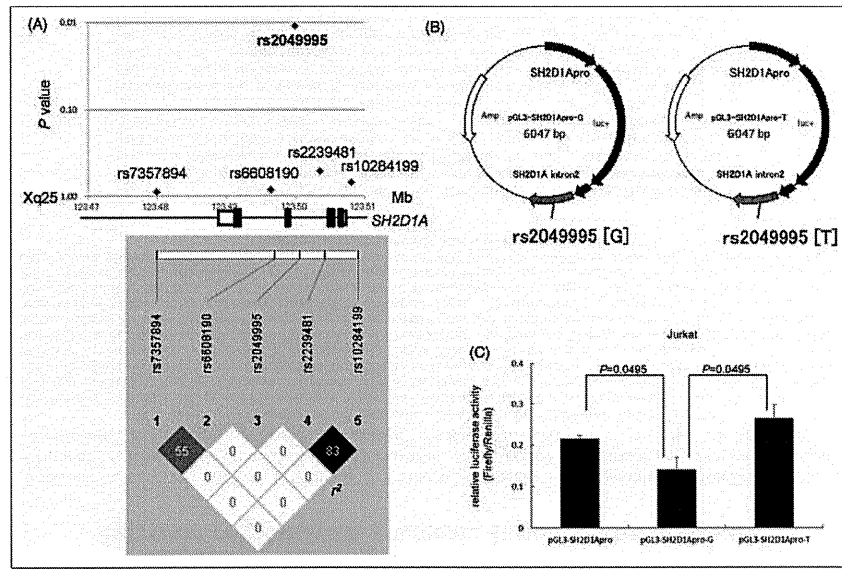 (A)
0.01
rs2049995
P value
0.10
rs2239481
rs7357894
rs6608190
rs10284199
1.00
Xq25
Mb
123.47
123.48
123.50
123.51
SH2D1A
rs7357894
rs6608190
rs2049995
rs2239481
rs10284199
1 2 3 4 5
55 0 0 83
0 0 0
0 0
0
r²
(B)
SH2D1Apro
Amp
pGL3-SH2D1Apro-G
luc+
6047 bp
SH2D1A intron2
rs2049995 [G]
SH2D1Apro
Amp
pGL3-SH2D1Apro-T
luc+
6047 bp
SH2D1A intron2
rs2049995 [T]
(C)
Jurkat
relative luciferase activity
(Firefly/Renilla)
0.4
0.3
0.2
0.1
0
P=0.0495
P=0.0495
pGL3-SH2D1Apro
pGL3-SH2D1Apro-G
pGL3-SH2D1Apro-T